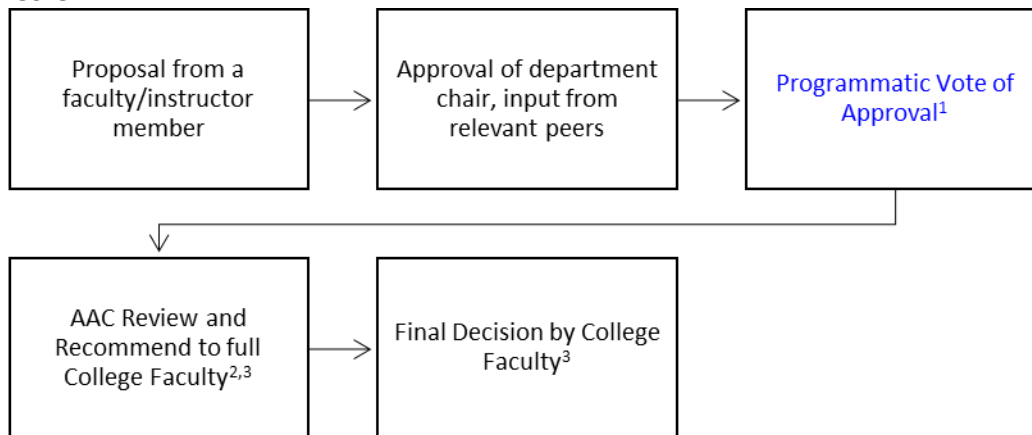 Proposal from a
faculty/instructor
member
Approval of department
chair, input from
relevant peers
Programmatic Vote of
Approval¹
AAC Review and
Recommend to full
College Faculty²,³
Final Decision by College
Faculty³